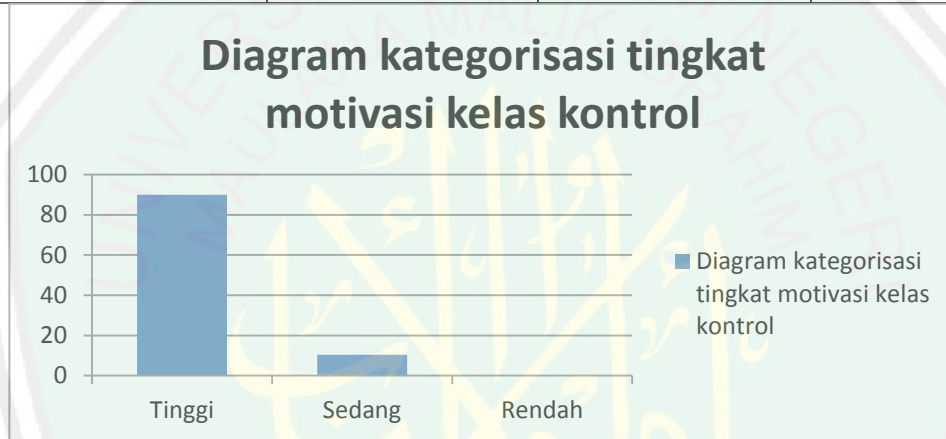 Diagram kategorisasi tingkat
motivasi kelas kontrol
100
80
60
40
20
0
Tinggi Sedang Rendah
Diagram kategorisasi
tingkat motivasi kelas
kontrol